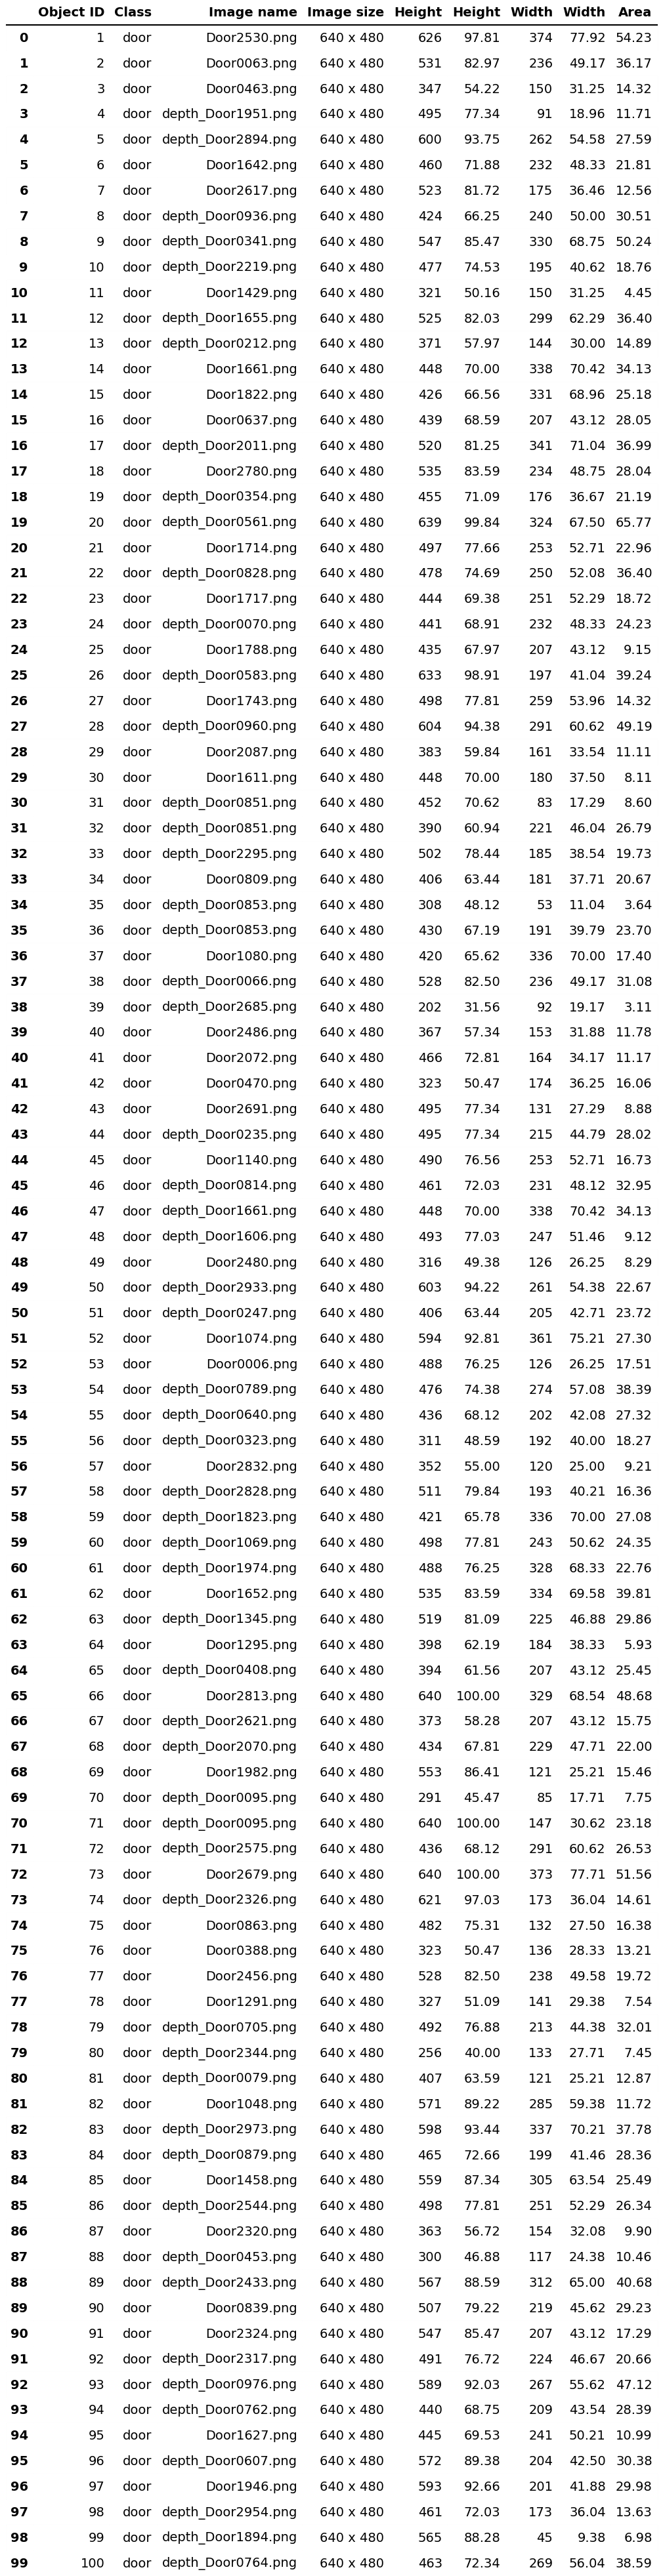 Object ID Class Image name Image size Height Height Width Width Area
0 1 door Door2530.png 640 x 480 626 97.81 374 77.92 54.23
1 2 door Door0063.png 640 x 480 531 82.97 236 49.17 36.17
2 3 door Door0463.png 640 x 480 347 54.22 150 31.25 14.32
3 4 door depth_Door1951.png 640 x 480 495 77.34 91 18.96 11.71
4 5 door depth_Door2894.png 640 x 480 600 93.75 262 54.58 27.59
5 6 door Door1642.png 640 x 480 460 71.88 232 48.33 21.81
6 7 door Door2617.png 640 x 480 523 81.72 175 36.46 12.56
7 8 door depth_Door0936.png 640 x 480 424 66.25 240 50.00 30.51
8 9 door depth_Door0341.png 640 x 480 547 85.47 330 68.75 50.24
9 10 door depth_Door2219.png 640 x 480 477 74.53 195 40.62 18.76
10 11 door Door1429.png 640 x 480 321 50.16 150 31.25 4.45
11 12 door depth_Door1655.png 640 x 480 525 82.03 299 62.29 36.40
12 13 door depth_Door0212.png 640 x 480 371 57.97 144 30.00 14.89
13 14 door Door1661.png 640 x 480 448 70.00 338 70.42 34.13
14 15 door Door1822.png 640 x 480 426 66.56 331 68.96 25.18
15 16 door Door0637.png 640 x 480 439 68.59 207 43.12 28.05
16 17 door depth_Door2011.png 640 x 480 520 81.25 341 71.04 36.99
17 18 door Door2780.png 640 x 480 535 83.59 234 48.75 28.04
18 19 door depth_Door0354.png 640 x 480 455 71.09 176 36.67 21.19
19 20 door depth_Door0561.png 640 x 480 639 99.84 324 67.50 65.77
20 21 door Door1714.png 640 x 480 497 77.66 253 52.71 22.96
21 22 door depth_Door0828.png 640 x 480 478 74.69 250 52.08 36.40
22 23 door Door1717.png 640 x 480 444 69.38 251 52.29 18.72
23 24 door depth_Door0070.png 640 x 480 441 68.91 232 48.33 24.23
24 25 door Door1788.png 640 x 480 435 67.97 207 43.12 9.15
25 26 door depth_Door0583.png 640 x 480 633 98.91 197 41.04 39.24
26 27 door Door1743.png 640 x 480 498 77.81 259 53.96 14.32
27 28 door depth_Door0960.png 640 x 480 604 94.38 291 60.62 49.19
28 29 door Door2087.png 640 x 480 383 59.84 161 33.54 11.11
29 30 door Door1611.png 640 x 480 448 70.00 180 37.50 8.11
30 31 door depth_Door0851.png 640 x 480 452 70.62 83 17.29 8.60
31 32 door depth_Door0851.png 640 x 480 390 60.94 221 46.04 26.79
32 33 door depth_Door2295.png 640 x 480 502 78.44 185 38.54 19.73
33 34 door Door0809.png 640 x 480 406 63.44 181 37.71 20.67
34 35 door depth_Door0853.png 640 x 480 308 48.12 53 11.04 3.64
35 36 door depth_Door0853.png 640 x 480 430 67.19 191 39.79 23.70
36 37 door Door1080.png 640 x 480 420 65.62 336 70.00 17.40
37 38 door depth_Door0066.png 640 x 480 528 82.50 236 49.17 31.08
38 39 door depth_Door2685.png 640 x 480 202 31.56 92 19.17 3.11
39 40 door Door2486.png 640 x 480 367 57.34 153 31.88 11.78
40 41 door Door2072.png 640 x 480 466 72.81 164 34.17 11.17
41 42 door Door0470.png 640 x 480 323 50.47 174 36.25 16.06
42 43 door Door2691.png 640 x 480 495 77.34 131 27.29 8.88
43 44 door depth_Door0235.png 640 x 480 495 77.34 215 44.79 28.02
44 45 door Door1140.png 640 x 480 490 76.56 253 52.71 16.73
45 46 door depth_Door0814.png 640 x 480 461 72.03 231 48.12 32.95
46 47 door depth_Door1661.png 640 x 480 448 70.00 338 70.42 34.13
47 48 door depth_Door1606.png 640 x 480 493 77.03 247 51.46 9.12
48 49 door Door2480.png 640 x 480 316 49.38 126 26.25 8.29
49 50 door depth_Door2933.png 640 x 480 603 94.22 261 54.38 22.67
50 51 door depth_Door0247.png 640 x 480 406 63.44 205 42.71 23.72
51 52 door Door1074.png 640 x 480 594 92.81 361 75.21 27.30
52 53 door Door0006.png 640 x 480 488 76.25 126 26.25 17.51
53 54 door depth_Door0789.png 640 x 480 476 74.38 274 57.08 38.39
54 55 door depth_Door0640.png 640 x 480 436 68.12 202 42.08 27.32
55 56 door depth_Door0323.png 640 x 480 311 48.59 192 40.00 18.27
56 57 door Door2832.png 640 x 480 352 55.00 120 25.00 9.21
57 58 door depth_Door2828.png 640 x 480 511 79.84 193 40.21 16.36
58 59 door depth_Door1823.png 640 x 480 421 65.78 336 70.00 27.08
59 60 door depth_Door1069.png 640 x 480 498 77.81 243 50.62 24.35
60 61 door depth_Door1974.png 640 x 480 488 76.25 328 68.33 22.76
61 62 door Door1652.png 640 x 480 535 83.59 334 69.58 39.81
62 63 door depth_Door1345.png 640 x 480 519 81.09 225 46.88 29.86
63 64 door Door1295.png 640 x 480 398 62.19 184 38.33 5.93
64 65 door depth_Door0408.png 640 x 480 394 61.56 207 43.12 25.45
65 66 door Door2813.png 640 x 480 640 100.00 329 68.54 48.68
66 67 door depth_Door2621.png 640 x 480 373 58.28 207 43.12 15.75
67 68 door depth_Door2070.png 640 x 480 434 67.81 229 47.71 22.00
68 69 door Door1982.png 640 x 480 553 86.41 121 25.21 15.46
69 70 door depth_Door0095.png 640 x 480 291 45.47 85 17.71 7.75
70 71 door depth_Door0095.png 640 x 480 640 100.00 147 30.62 23.18
71 72 door depth_Door2575.png 640 x 480 436 68.12 291 60.62 26.53
72 73 door Door2679.png 640 x 480 640 100.00 373 77.71 51.56
73 74 door depth_Door2326.png 640 x 480 621 97.03 173 36.04 14.61
74 75 door Door0863.png 640 x 480 482 75.31 132 27.50 16.38
75 76 door Door0388.png 640 x 480 323 50.47 136 28.33 13.21
76 77 door Door2456.png 640 x 480 528 82.50 238 49.58 19.72
77 78 door Door1291.png 640 x 480 327 51.09 141 29.38 7.54
78 79 door depth_Door0705.png 640 x 480 492 76.88 213 44.38 32.01
79 80 door depth_Door2344.png 640 x 480 256 40.00 133 27.71 7.45
80 81 door depth_Door0079.png 640 x 480 407 63.59 121 25.21 12.87
81 82 door Door1048.png 640 x 480 571 89.22 285 59.38 11.72
82 83 door depth_Door2973.png 640 x 480 598 93.44 337 70.21 37.78
83 84 door depth_Door0879.png 640 x 480 465 72.66 199 41.46 28.36
84 85 door Door1458.png 640 x 480 559 87.34 305 63.54 25.49
85 86 door depth_Door2544.png 640 x 480 498 77.81 251 52.29 26.34
86 87 door Door2320.png 640 x 480 363 56.72 154 32.08 9.90
87 88 door depth_Door0453.png 640 x 480 300 46.88 117 24.38 10.46
88 89 door depth_Door2433.png 640 x 480 567 88.59 312 65.00 40.68
89 90 door Door0839.png 640 x 480 507 79.22 219 45.62 29.23
90 91 door Door2324.png 640 x 480 547 85.47 207 43.12 17.29
91 92 door depth_Door2317.png 640 x 480 491 76.72 224 46.67 20.66
92 93 door depth_Door0976.png 640 x 480 589 92.03 267 55.62 47.12
93 94 door depth_Door0762.png 640 x 480 440 68.75 209 43.54 28.39
94 95 door Door1627.png 640 x 480 445 69.53 241 50.21 10.99
95 96 door depth_Door0607.png 640 x 480 572 89.38 204 42.50 30.38
96 97 door Door1946.png 640 x 480 593 92.66 201 41.88 29.98
97 98 door depth_Door2954.png 640 x 480 461 72.03 173 36.04 13.63
98 99 door depth_Door1894.png 640 x 480 565 88.28 45 9.38 6.98
99 100 door depth_Door0764.png 640 x 480 463 72.34 269 56.04 38.59